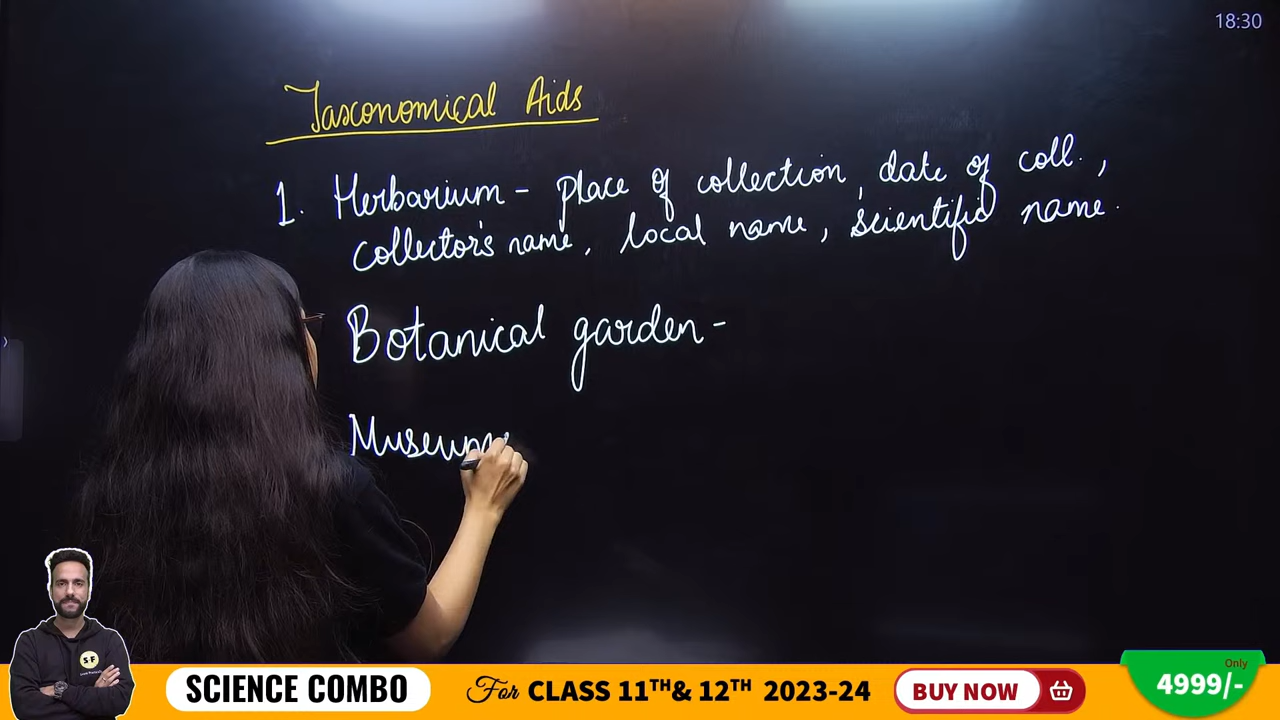 18:30
Taxonomical Aids
1. Herbarium - place of collection, date of coll.,
collector's name, local name, scientific name.
Botanical garden -
Museum
SF
SCIENCE COMBO
For CLASS 11TH& 12TH 2023-24
BUY NOW
Only
4999/-